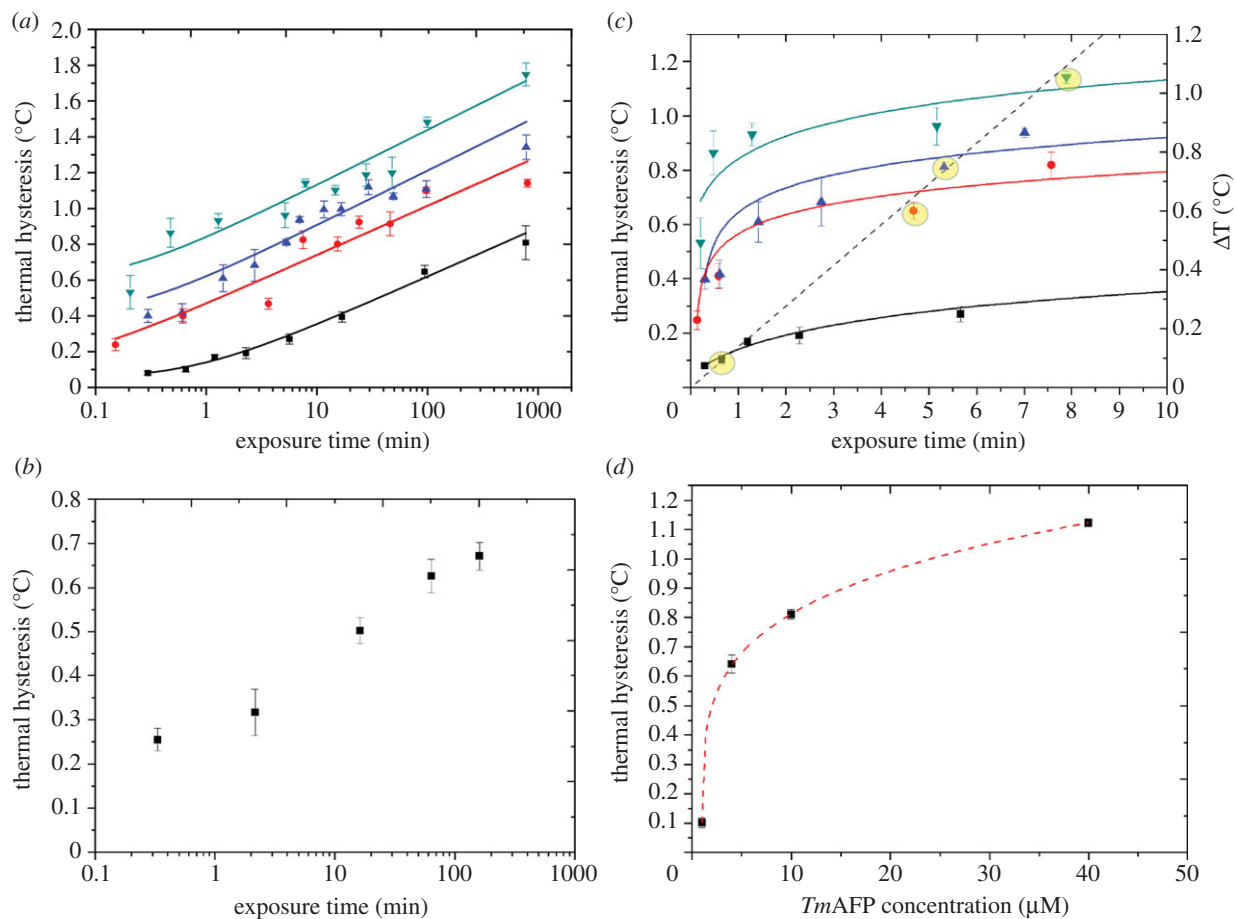 (a)
2.0
1.8
1.6
1.4
1.2
1.0
0.8
0.6
0.4
0.2
0
thermal hysteresis (°C)
0.1 1 10 100 1000
exposure time (min)
(c)
1.2
1.1
1.0
0.8
0.6
0.4
0.2
thermal hysteresis (°C)
1.2
1.0
0.8
0.6
0.4
0.2
0
ΔT (°C)
0 1 2 3 4 5 6 7 8 9 10
exposure time (min)
(b)
0.8
0.7
0.6
0.5
0.4
0.3
0.2
0.1
0
thermal hysteresis (°C)
0.1 1 10 100 1000
exposure time (min)
(d)
1.2
1.1
1.0
0.9
0.8
0.7
0.6
0.5
0.4
0.3
0.2
0.1
thermal hysteresis (°C)
0 10 20 30 40 50
TmAFP concentration (μM)